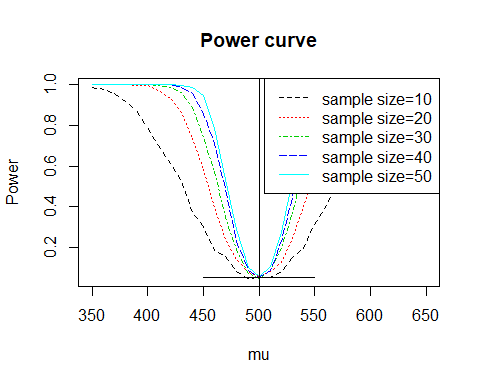 Power curve
Power
1.0
0.8
0.6
0.4
0.2
sample size=10
sample size=20
sample size=30
sample size=40
sample size=50
350 400 450 500 550 600 650
mu